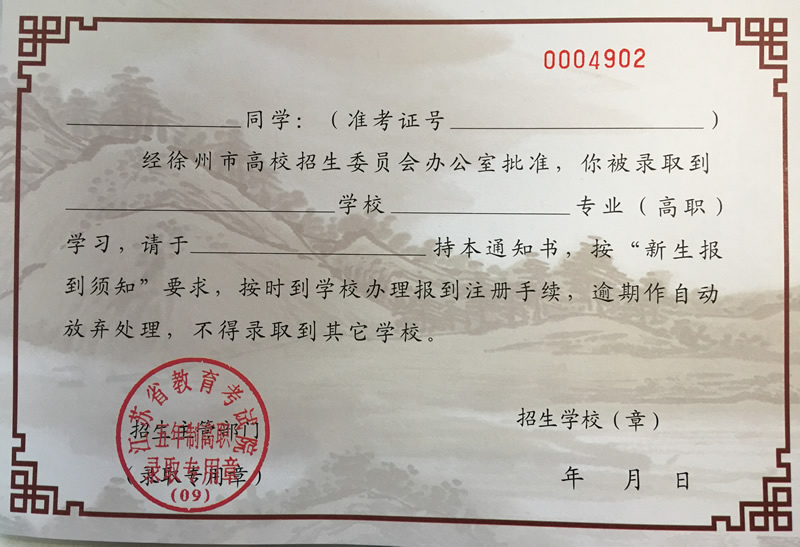 0004902
同学：（准考证号）
经徐州市高校招生委员会办公室批准，你被录取到
学校 专业（高职）
学习，请于 持本通知书，按“新生报
到须知”要求，按时到学校办理报到注册手续，逾期作自动
放弃处理，不得录取到其它学校。
江苏省教育考试院
招生主管部门
五年制高职
录取专用章
（录取专用章）
(09)
招生学校（章）
年 月 日